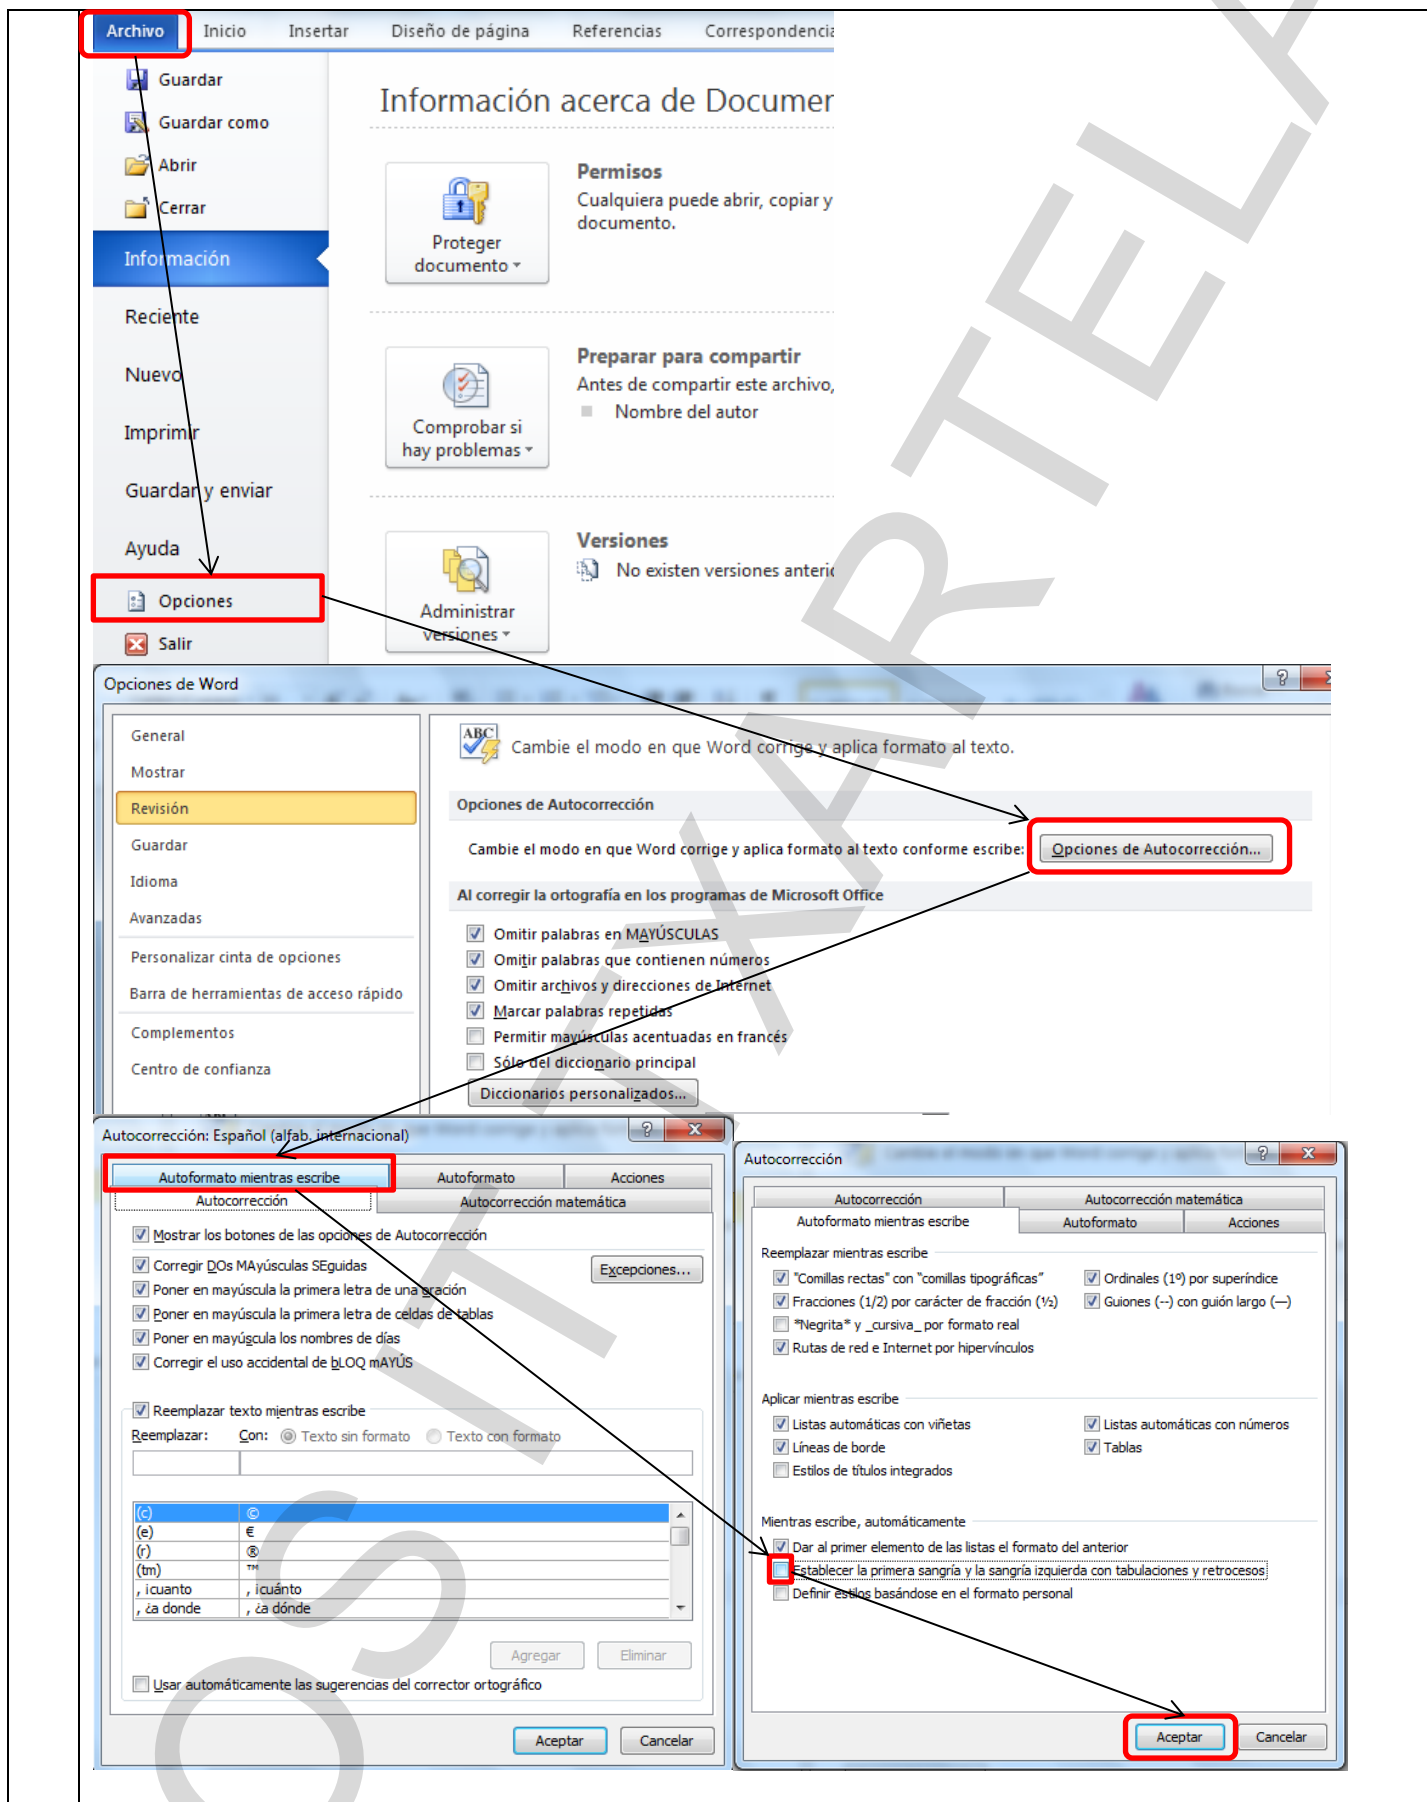 Archivo Inicio Insertar Diseño de página Referencias Correspondencia
Guardar
Guardar como
Abrir
Cerrar
Información
Reciente
Nuevo
Imprimir
Guardar y enviar
Ayuda
Opciones
Salir
Información acerca de Documen
Proteger
documento
Permisos
Cualquiera puede abrir, copiar y
documento.
Comprobar si
hay problemas
Preparar para compartir
Antes de compartir este archivo,
Nombre del autor
Administrar
versiones
Versiones
No existen versiones anteri
Opciones de Word
General
Mostrar
Revisión
Guardar
Idioma
Avanzadas
Personalizar cinta de opciones
Barra de herramientas de acceso rápido
Complementos
Centro de confianza
ABC
Cambie el modo en que Word corrige y aplica formato al texto.
Opciones de Autocorrección
Cambie el modo en que Word corrige y aplica formato al texto conforme escribe: Opciones de Autocorrección...
Al corregir la ortografía en los programas de Microsoft Office
Omitir palabras en MAYÚSCULAS
Omitir palabras que contienen números
Omitir archivos y direcciones de Internet
Marcar palabras repetidas
Permitir mayúsculas acentuadas en francés
Sólo del diccionario principal
Diccionarios personalizados...
Autocorrección: Español (alfab. internacional)
Autoformato mientras escribe Autoformato Acciones
Autocorrección Autocorrección matemática
Mostrar los botones de las opciones de Autocorrección
Corregir DOs MAyúsculas SEguidas Excepciones...
Poner en mayúscula la primera letra de una oración
Poner en mayúscula la primera letra de celdas de tablas
Poner en mayúscula los nombres de días
Corregir el uso accidental de bLOQ mAYÚS
Reemplazar texto mientras escribe
Reemplazar: Con: Texto sin formato Texto con formato
(c) ©
(e) €
(r) ®
(tm) ™
, icuanto , icuánto
, ¿a donde , ¿a dónde
Agregar Eliminar
Usar automáticamente las sugerencias del corrector ortográfico
Aceptar Cancelar
Autocorrección
Autocorrección Autocorrección matemática
Autoformato mientras escribe Autoformato Acciones
Reemplazar mientras escribe
"Comillas rectas" con “comillas tipográficas” Ordinales (1º) por superíndice
Fracciones (1/2) por carácter de fracción (½) Guiones (--) con guión largo (—)
*Negrita* y _cursiva_ por formato real
Rutas de red e Internet por hipervínculos
Aplicar mientras escribe
Listas automáticas con viñetas Listas automáticas con números
Líneas de borde Tablas
Estilos de títulos integrados
Mientras escribe, automáticamente
Dar al primer elemento de las listas el formato del anterior
Establecer la primera sangría y la sangría izquierda con tabulaciones y retrocesos
Definir estilos basándose en el formato personal
Aceptar Cancelar
OS ITTXARTELA